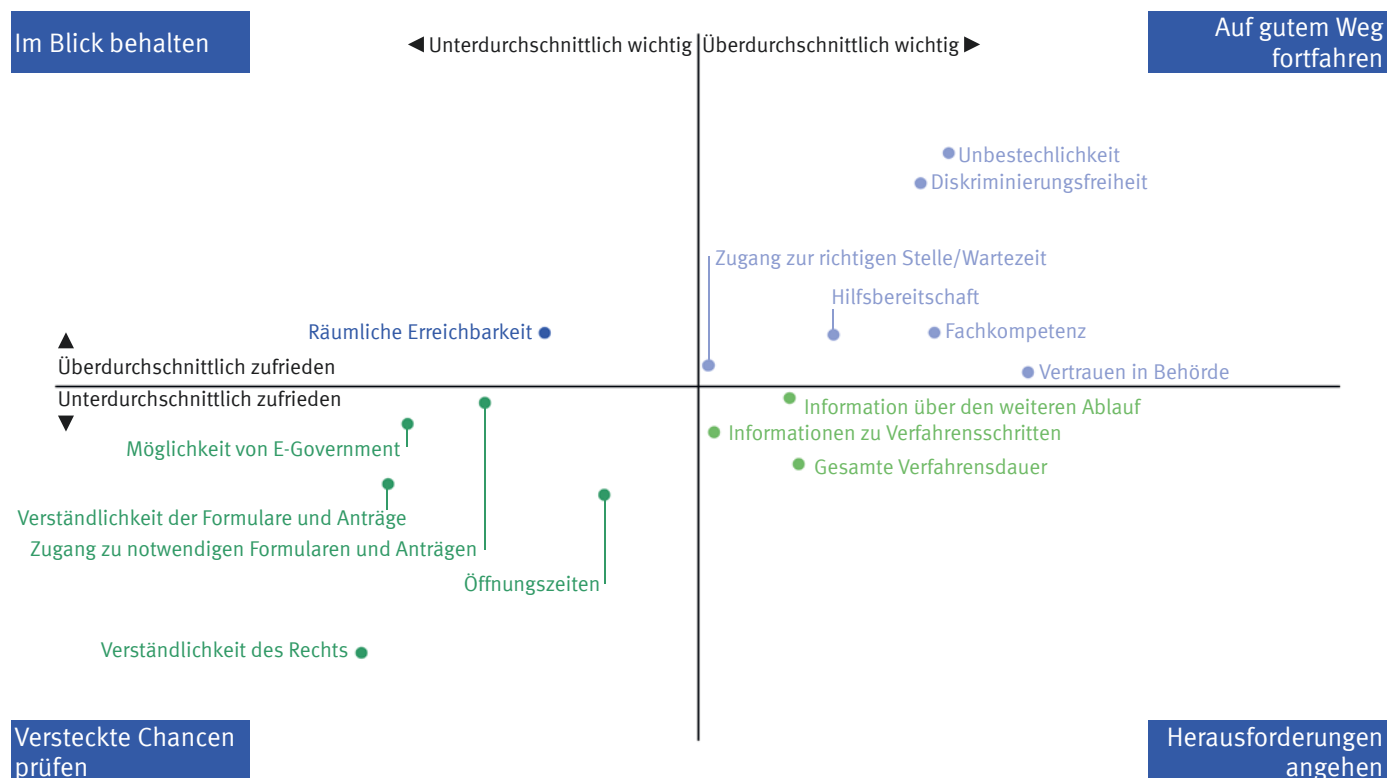 Im Blick behalten
◄ Unterdurchschnittlich wichtig
Überdurchschnittlich wichtig ►
Auf gutem Weg
fortfahren
Unbestechlichkeit
Diskriminierungsfreiheit
Zugang zur richtigen Stelle/Wartezeit
Hilfsbereitschaft
Räumliche Erreichbarkeit
Fachkompetenz
▲
Überdurchschnittlich zufrieden
Vertrauen in Behörde
Unterdurchschnittlich zufrieden
▼
Information über den weiteren Ablauf
Informationen zu Verfahrensschritten
Möglichkeit von E-Government
Gesamte Verfahrensdauer
Verständlichkeit der Formulare und Anträge
Zugang zu notwendigen Formularen und Anträgen
Öffnungszeiten
Verständlichkeit des Rechts
Versteckte Chancen
prüfen
Herausforderungen
angehen